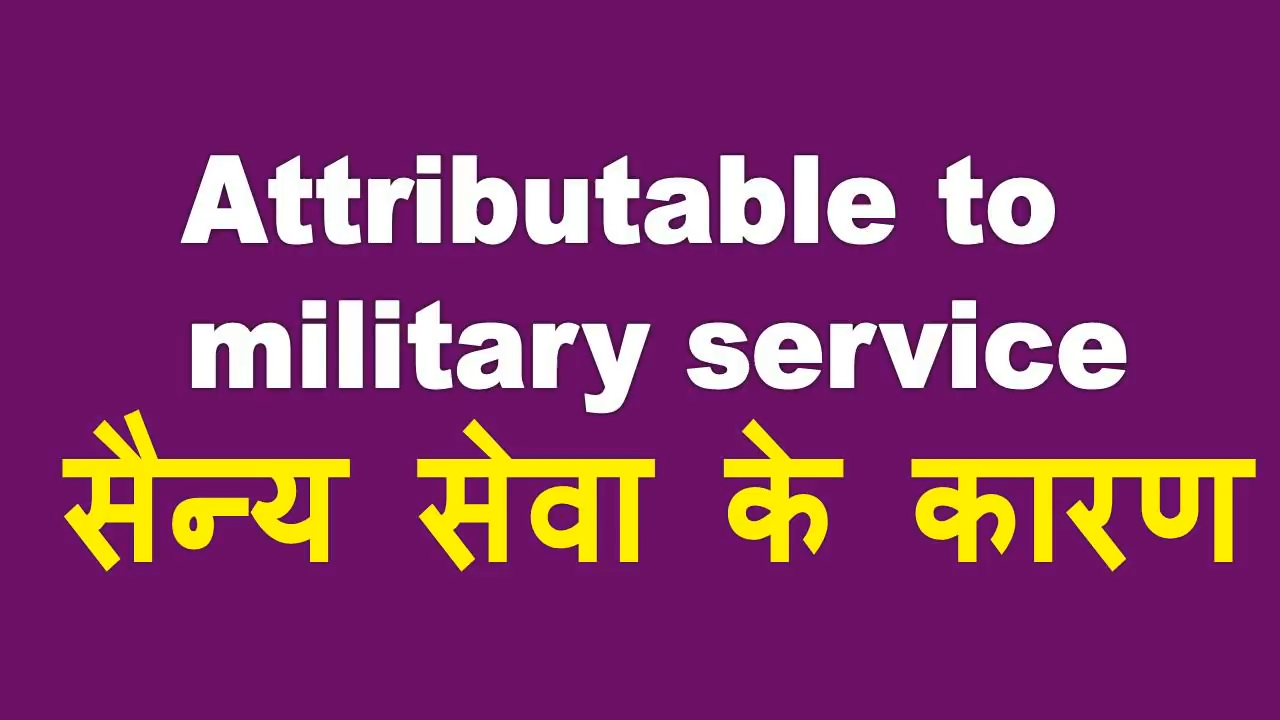 Attributable to
military service
सैन्य सेवा के कारण